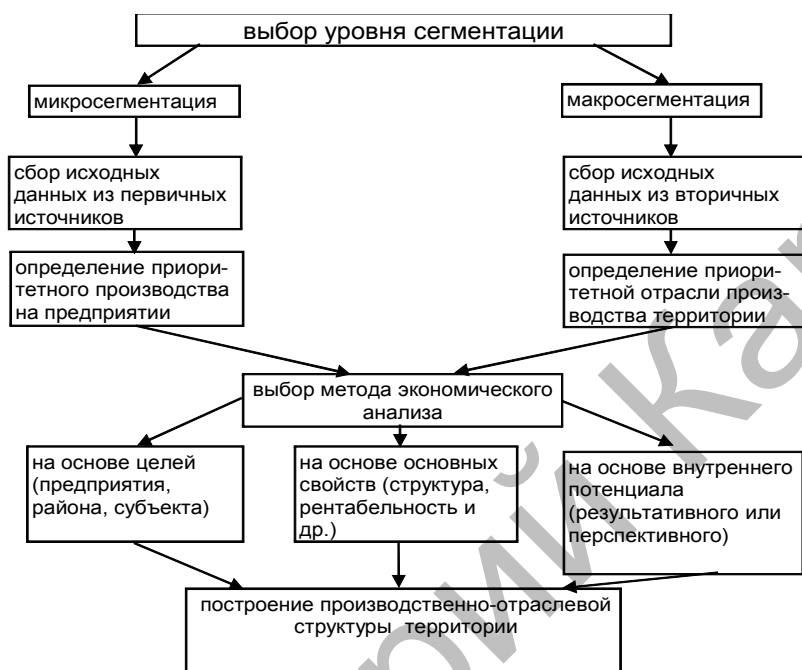 выбор уровня сегментации
микросегментация
макросегментация
сбор исходных
данных из первичных
источников
сбор исходных
данных из вторичных
источников
определение приори-
тетного производства
на предприятии
определение приори-
тетной отрасли произ-
водства территории
выбор метода экономического
анализа
на основе целей
(предприятия,
района, субъекта)
на основе основных
свойств (структура,
рентабельность и
др.)
на основе внутреннего
потенциала
(результативного или
перспективного)
построение производственно-отраслевой
структуры территории